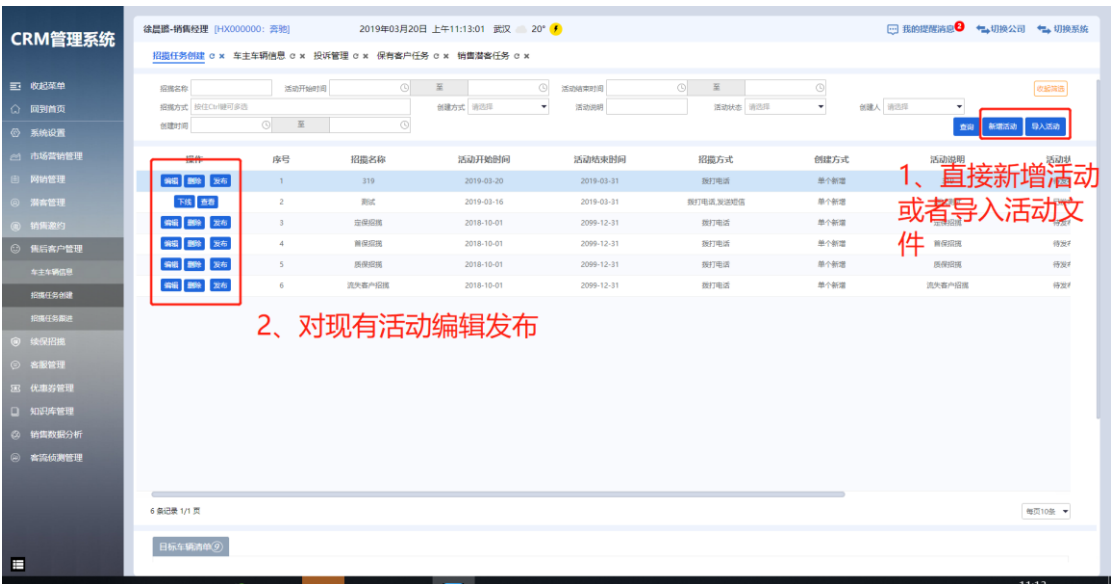 CRM管理系统
徐晨鹏-销售经理 [HX000000: 奔驰] 2019年03月20日 上午11:13:01 武汉 20° 我的提醒消息2 切换公司 切换系统
招揽任务创建 车主车辆信息 投诉管理 保有客户任务 销售潜客任务
收起菜单
回到首页
系统设置
市场营销管理
网销管理
潜客管理
销售邀约
售后客户管理
车主车辆信息
招揽任务创建
招揽任务跟进
续保招揽
客服管理
优惠券管理
知识库管理
销售数据分析
客流侦测管理
招揽名称 活动开始时间 至 活动结束时间 至 收起筛选
招揽方式 按住Ctrl键可多选 创建方式 请选择 活动说明 活动状态 请选择 创建人 请选择
创建时间 至 查询 新增活动 导入活动
操作 序号 招揽名称 活动开始时间 活动结束时间 招揽方式 创建方式 活动说明 活动状
编辑 删除 发布 1 319 2019-03-20 2019-03-31 拨打电话 单个新增
下线 查看 2 测试 2019-03-16 2019-03-31 拨打电话,发送短信 单个新增
编辑 删除 发布 3 定保招揽 2018-10-01 2099-12-31 拨打电话 单个新增 定保招揽 待发布
编辑 删除 发布 4 首保招揽 2018-10-01 2099-12-31 拨打电话 单个新增 首保招揽 待发布
编辑 删除 发布 5 质保招揽 2018-10-01 2099-12-31 拨打电话 单个新增 质保招揽 待发布
编辑 删除 发布 6 流失客户招揽 2018-10-01 2099-12-31 拨打电话 单个新增 流失客户招揽 待发布
1、直接新增活动
或者导入活动文
件
2、对现有活动编辑发布
6 条记录 1/1 页 每页10条
目标车辆清单
11:13